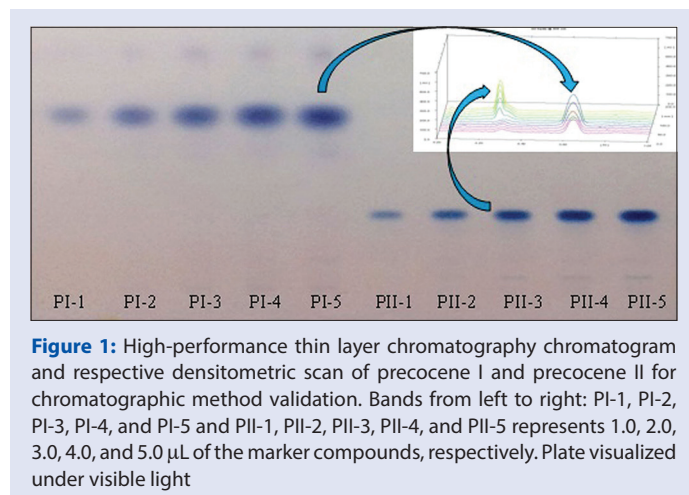 PI-1 PI-2 PI-3 PI-4 PI-5 PII-1 PII-2 PII-3 PII-4 PII-5
Figure 1: High-performance thin layer chromatography chromatogram
and respective densitometric scan of precocene I and precocene II for
chromatographic method validation. Bands from left to right: PI-1, PI-2,
PI-3, PI-4, and PI-5 and PII-1, PII-2, PII-3, PII-4, and PII-5 represents 1.0, 2.0,
3.0, 4.0, and 5.0 μL of the marker compounds, respectively. Plate visualized
under visible light